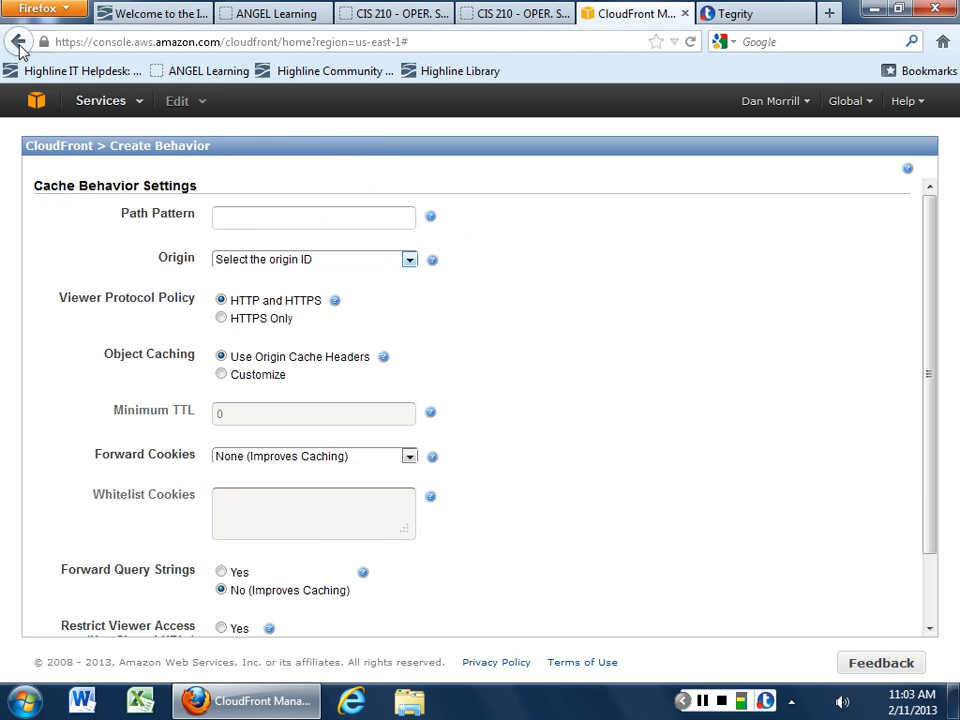 Firefox
Welcome to the I...
ANGEL Learning
CIS 210 - OPER. S...
CIS 210 - OPER. S...
CloudFront M...
Tegrity
https://console.aws.amazon.com/cloudfront/home?region=us-east-1#
Google
Highline IT Helpdesk: ...
ANGEL Learning
Highline Community ...
Highline Library
Bookmarks
Services
Edit
Dan Morrill
Global
Help
CloudFront > Create Behavior
Cache Behavior Settings
Path Pattern
Origin
Select the origin ID
Viewer Protocol Policy
HTTP and HTTPS
HTTPS Only
Object Caching
Use Origin Cache Headers
Customize
Minimum TTL
0
Forward Cookies
None (Improves Caching)
Whitelist Cookies
Forward Query Strings
Yes
No (Improves Caching)
Restrict Viewer Access
Yes
© 2008 - 2013, Amazon Web Services, Inc. or its affiliates. All rights reserved.
Privacy Policy
Terms of Use
Feedback
CloudFront Mana...
11:03 AM
2/11/2013